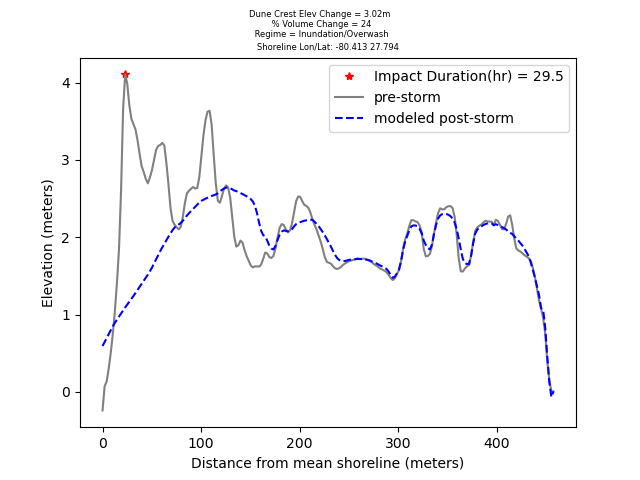 Dune Crest Elev Change = 3.02m
% Volume Change = 24
Regime = Inundation/Overwash
Shoreline Lon/Lat: -80.413 27.794
Impact Duration(hr) = 29.5
pre-storm
modeled post-storm
Elevation (meters)
4
3
2
1
0
0 100 200 300 400
Distance from mean shoreline (meters)